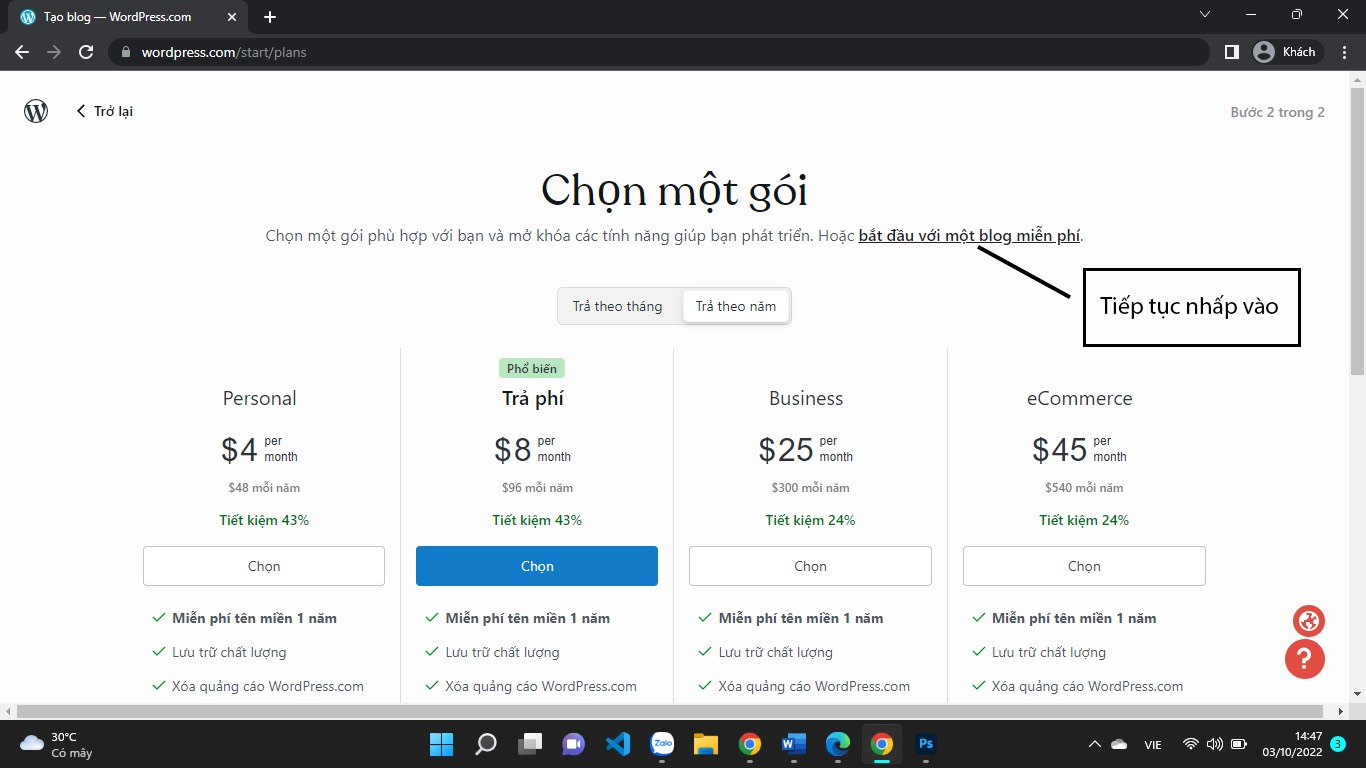 Tạo blog — WordPress.com
wordpress.com/start/plans
Khách
Trở lại
Bước 2 trong 2
Chọn một gói
Chọn một gói phù hợp với bạn và mở khóa các tính năng giúp bạn phát triển. Hoặc bắt đầu với một blog miễn phí.
Tiếp tục nhấp vào
Trả theo tháng
Trả theo năm
Phổ biến
Personal
$4 per month
$48 mỗi năm
Tiết kiệm 43%
Chọn
Miễn phí tên miền 1 năm
Lưu trữ chất lượng
Xóa quảng cáo WordPress.com
Trả phí
$8 per month
$96 mỗi năm
Tiết kiệm 43%
Chọn
Miễn phí tên miền 1 năm
Lưu trữ chất lượng
Xóa quảng cáo WordPress.com
Business
$25 per month
$300 mỗi năm
Tiết kiệm 24%
Chọn
Miễn phí tên miền 1 năm
Lưu trữ chất lượng
Xóa quảng cáo WordPress.com
eCommerce
$45 per month
$540 mỗi năm
Tiết kiệm 24%
Chọn
Miễn phí tên miền 1 năm
Lưu trữ chất lượng
Xóa quảng cáo WordPress.com
?
30°C
Có mây
Zalo
W
Ps
VIE
14:47
03/10/2022
3